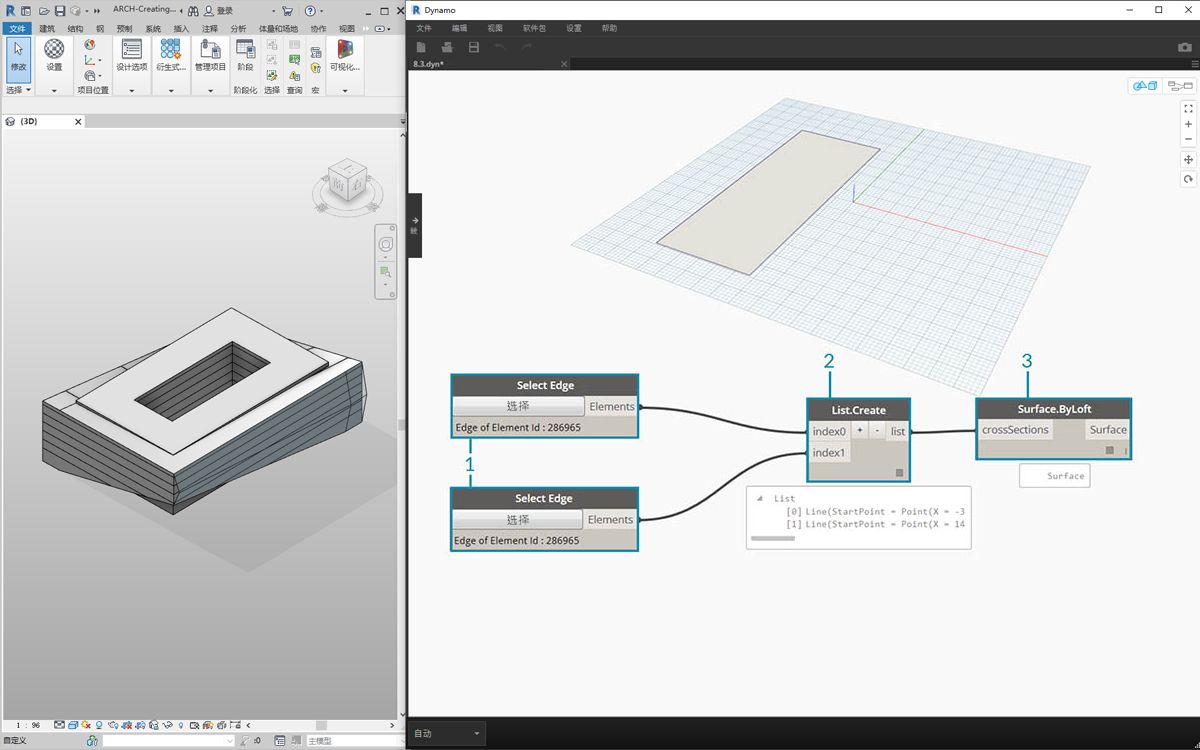 ARCH-Creating...
登录
文件 建筑 结构 钢 预制 系统 插入 注释 分析 体量和场地 协作 视图
修改 设置 设计选项 衍生式... 管理项目 阶段 可视化...
选择 项目位置 阶段化 选择 查询 宏
(3D)
1 : 96
自定义
:0
主模型
Dynamo
文件 编辑 视图 软件包 设置 帮助
8.3.dyn*
库
Select Edge
选择
Elements
Edge of Element Id : 286965
1
Select Edge
选择
Elements
Edge of Element Id : 286965
2
List.Create
index0 + - list
index1
List
[0] Line(StartPoint = Point(X = -3
[1] Line(StartPoint = Point(X = 14
3
Surface.ByLoft
crossSections Surface
Surface
自动